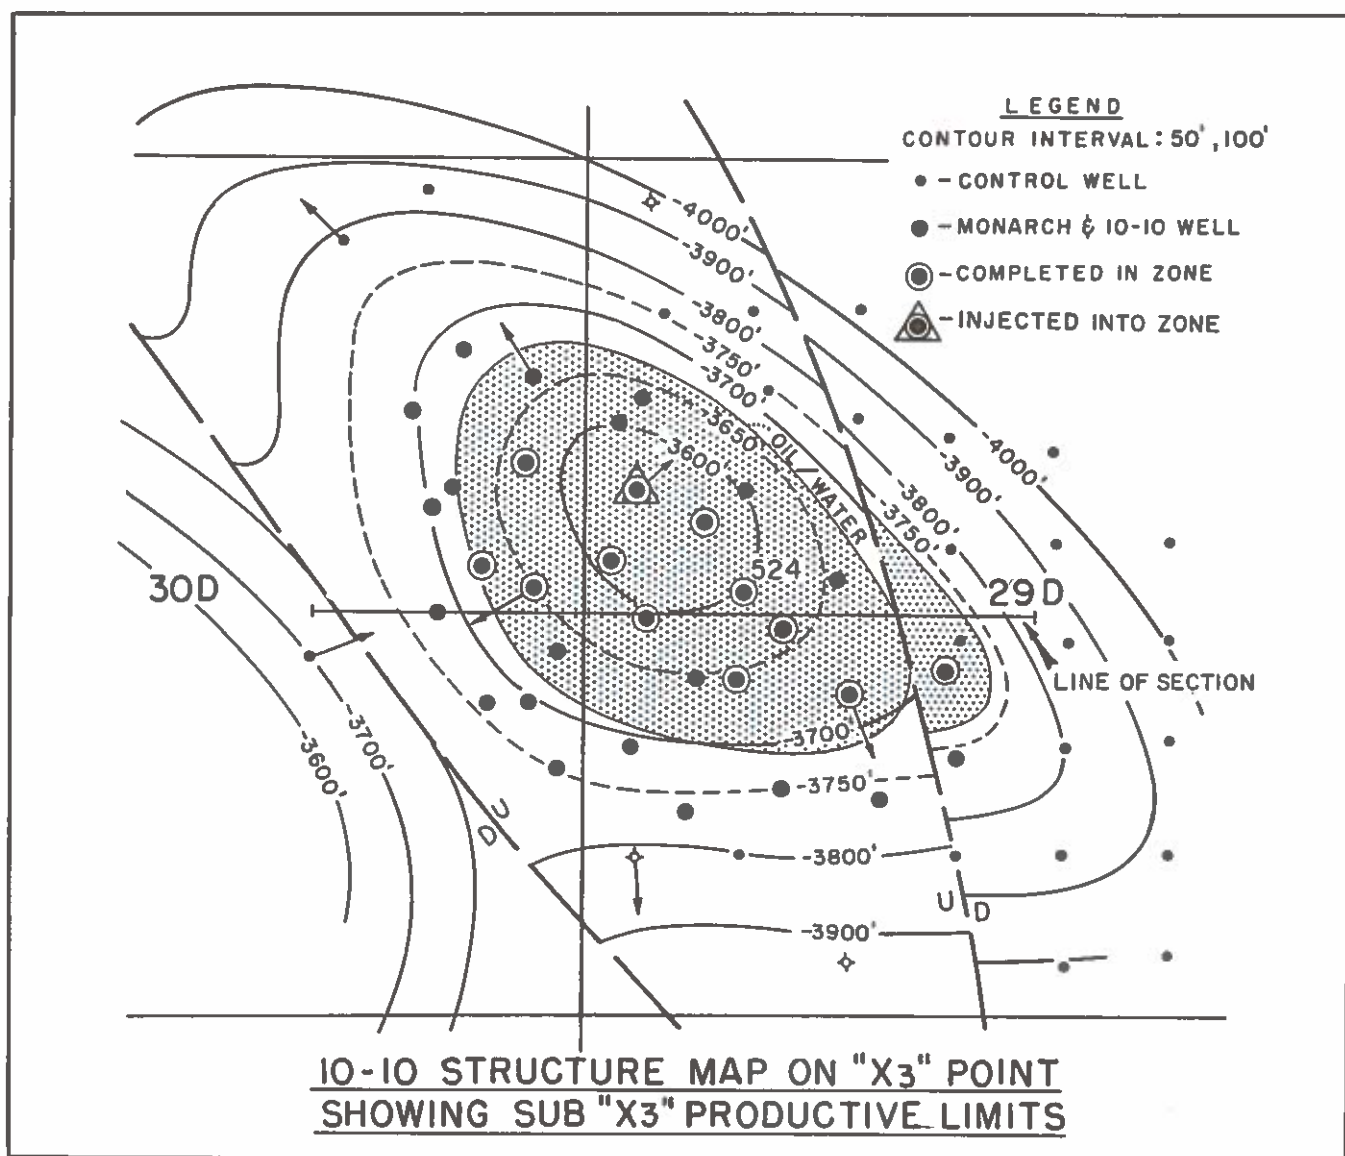 LEGEND
CONTOUR INTERVAL: 50', 100'
- CONTROL WELL
- MONARCH & 10-10 WELL
- COMPLETED IN ZONE
- INJECTED INTO ZONE
-4000'
-3900'
-3800'
-3750'
-3700'
-3650'
-3600'
OIL/WATER
-4000'
-3900'
-3800'
-3750'
524
30D
29D
LINE OF SECTION
-3700'
-3600'
-3700'
-3750'
U
D
-3800'
U
D
-3900'
10-10 STRUCTURE MAP ON "X3" POINT
SHOWING SUB "X3" PRODUCTIVE LIMITS